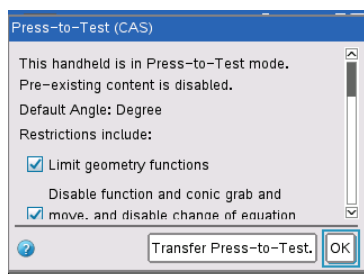 Press-to-Test (CAS)
This handheld is in Press-to-Test mode.
Pre-existing content is disabled.
Default Angle: Degree
Restrictions include:
Limit geometry functions
Disable function and conic grab and
move, and disable change of equation
? Transfer Press-to-Test. OK